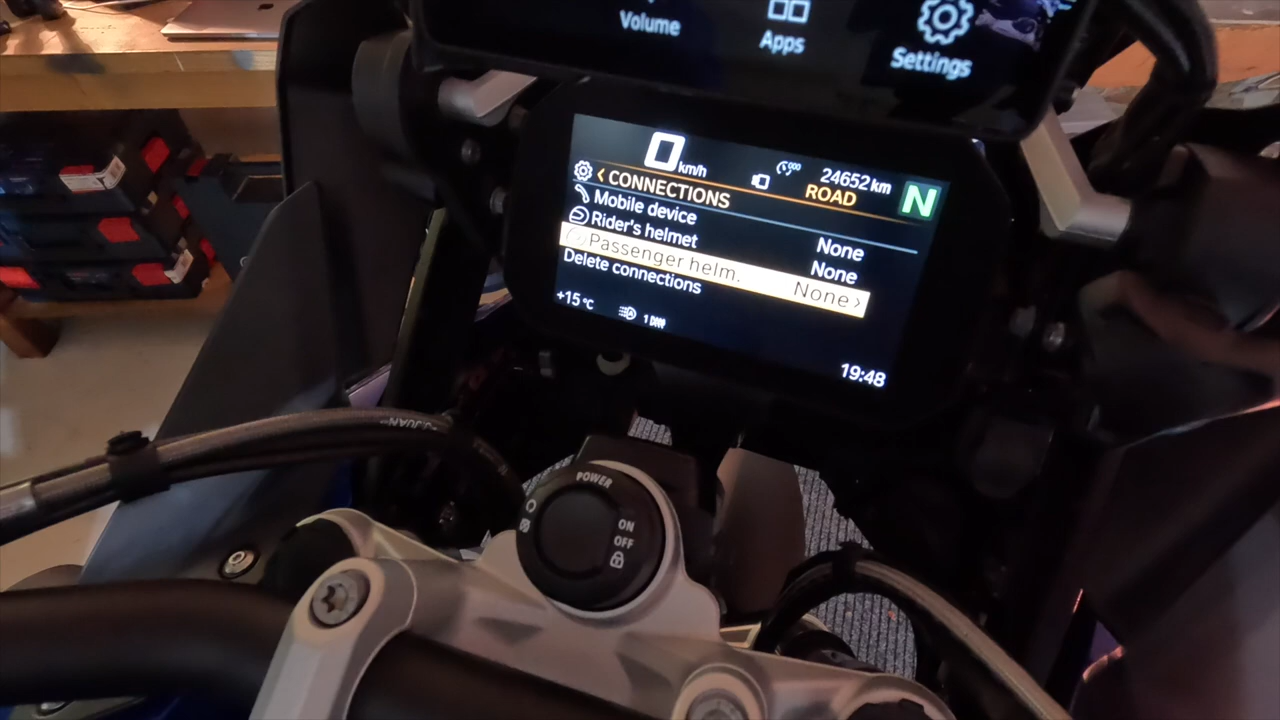 Volume
Apps
Settings
0 km/h
24652 km
ROAD
N
CONNECTIONS
Mobile device None
Rider's helmet None
Passenger helm. None
Delete connections
+15 °C
19:48
JUAN
POWER
ON
OFF